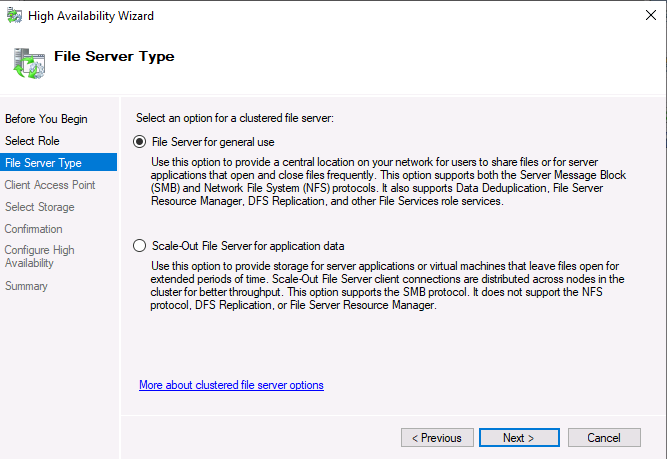 High Availability Wizard
File Server Type
Before You Begin
Select Role
File Server Type
Client Access Point
Select Storage
Confirmation
Configure High
Availability
Summary
Select an option for a clustered file server:
File Server for general use
Use this option to provide a central location on your network for users to share files or for server
applications that open and close files frequently. This option supports both the Server Message Block
(SMB) and Network File System (NFS) protocols. It also supports Data Deduplication, File Server
Resource Manager, DFS Replication, and other File Services role services.
Scale-Out File Server for application data
Use this option to provide storage for server applications or virtual machines that leave files open for
extended periods of time. Scale-Out File Server client connections are distributed across nodes in the
cluster for better throughput. This option supports the SMB protocol. It does not support the NFS
protocol, DFS Replication, or File Server Resource Manager.
More about clustered file server options
< Previous
Next >
Cancel